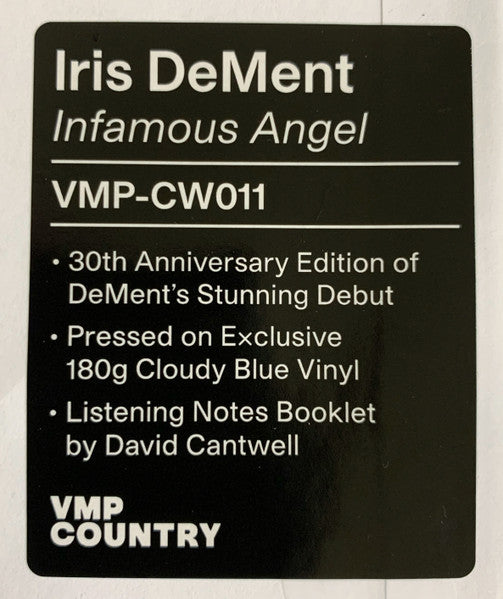 Iris DeMent
Infamous Angel
VMP-CW011
• 30th Anniversary Edition of
DeMent's Stunning Debut
• Pressed on Exclusive
180g Cloudy Blue Vinyl
• Listening Notes Booklet
by David Cantwell
VMP
COUNTRY